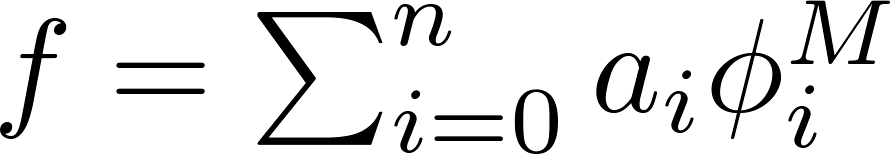 $f = \sum_{i=0}^{n} a_i \phi_i^M$